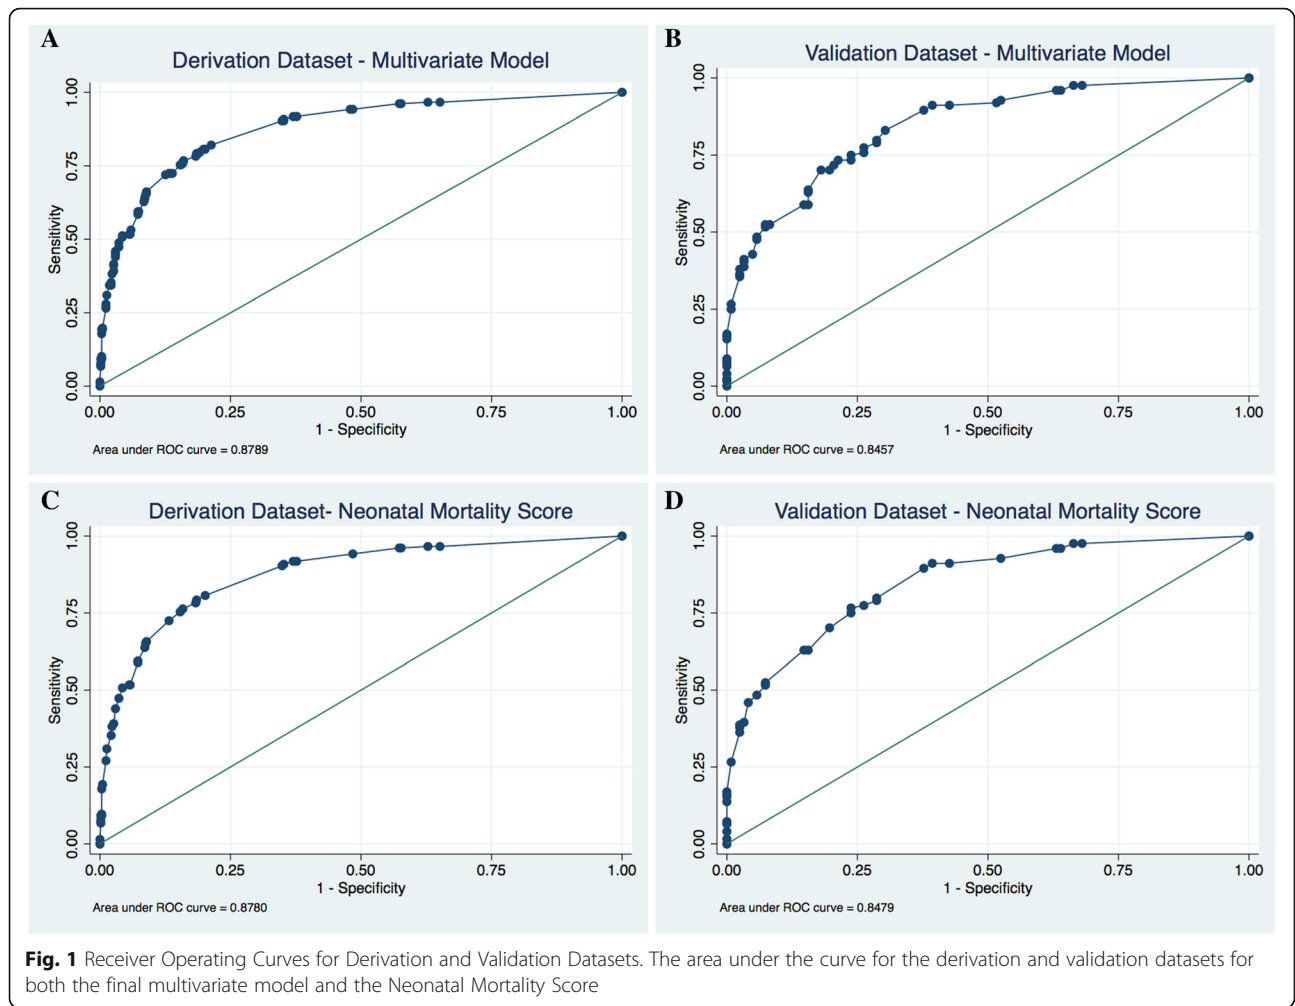 A
Derivation Dataset - Multivariate Model
1.00
0.75
0.50
0.25
0.00
Sensitivity
0.00 0.25 0.50 0.75 1.00
1 - Specificity
Area under ROC curve = 0.8789
B
Validation Dataset - Multivariate Model
1.00
0.75
0.50
0.25
0.00
Sensitivity
0.00 0.25 0.50 0.75 1.00
1 - Specificity
Area under ROC curve = 0.8457
C
Derivation Dataset- Neonatal Mortality Score
1.00
0.75
0.50
0.25
0.00
Sensitivity
0.00 0.25 0.50 0.75 1.00
1 - Specificity
Area under ROC curve = 0.8780
D
Validation Dataset - Neonatal Mortality Score
1.00
0.75
0.50
0.25
0.00
Sensitivity
0.00 0.25 0.50 0.75 1.00
1 - Specificity
Area under ROC curve = 0.8479
Fig. 1 Receiver Operating Curves for Derivation and Validation Datasets. The area under the curve for the derivation and validation datasets for
both the final multivariate model and the Neonatal Mortality Score